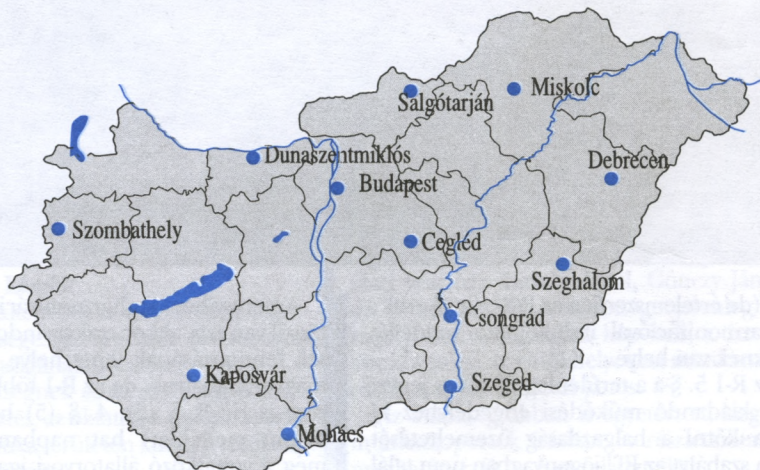 Salgótarján
Miskolc
Dunaszentmiklós
Debrecen
Budapest
Szombathely
Cegléd
Szeghalom
Csongrád
Kaposvár
Szeged
Mohács